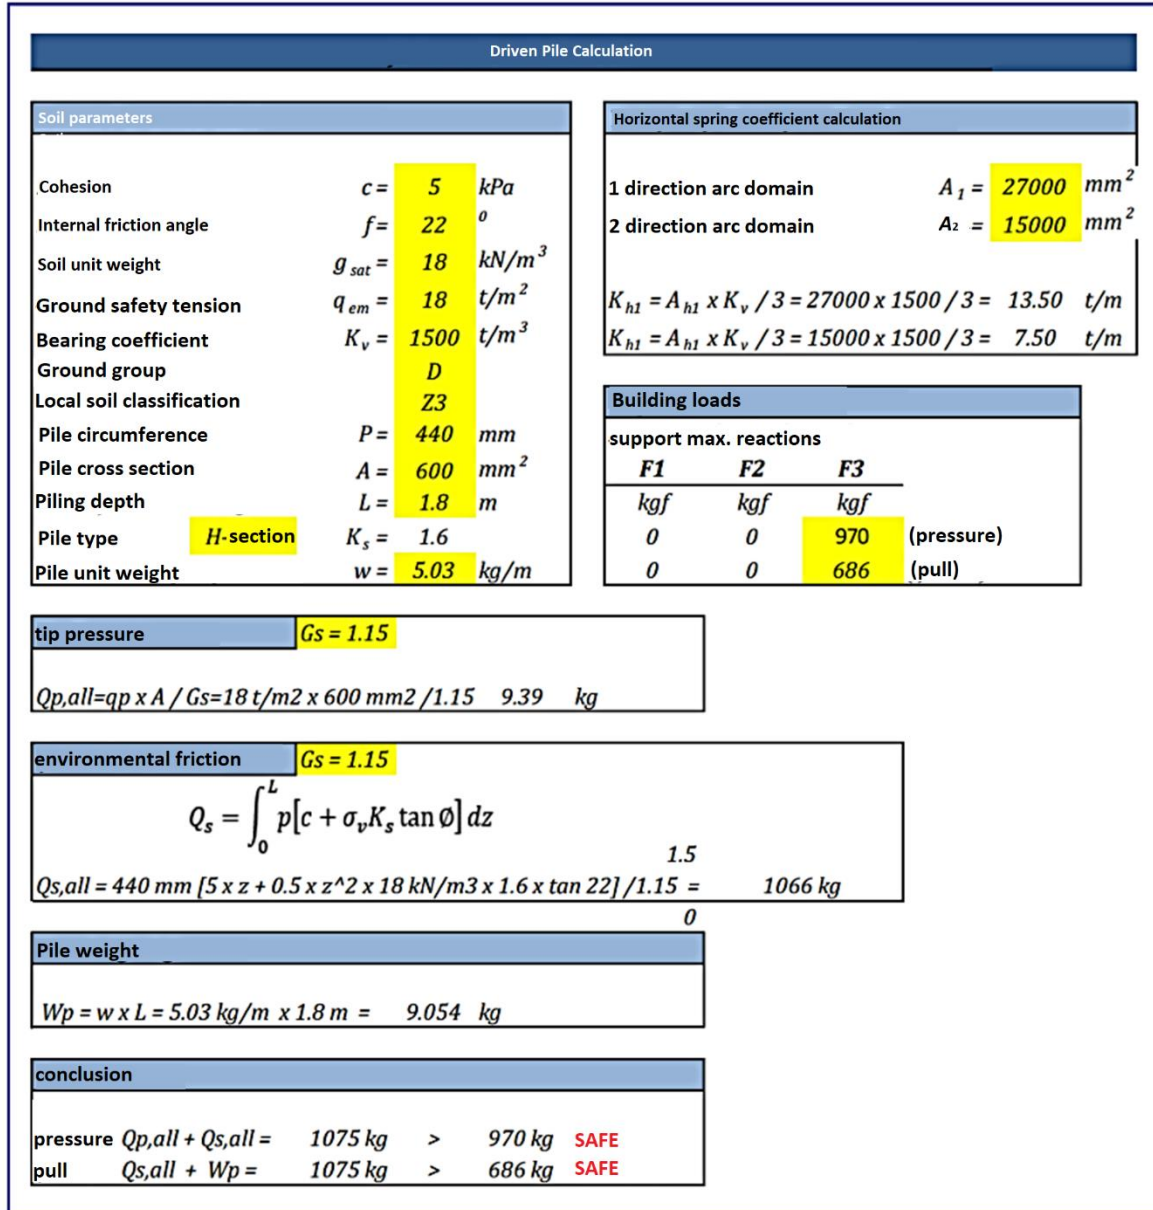 Driven Pile Calculation
Soil parameters
Cohesion c = 5 kPa
Internal friction angle f= 22 0
Soil unit weight g sat = 18 kN/m3
Ground safety tension q em = 18 t/m2
Bearing coefficient Kv = 1500 t/m3
Ground group D
Local soil classification Z3
Pile circumference P = 440 mm
Pile cross section A = 600 mm2
Piling depth L = 1.8 m
Pile type H-section Ks = 1.6
Pile unit weight w = 5.03 kg/m
Horizontal spring coefficient calculation
1 direction arc domain A1 = 27000 mm2
2 direction arc domain A2 = 15000 mm2
Kh1 = Ah1 x Kv / 3 = 27000 x 1500 / 3 = 13.50 t/m
Kh1 = Ah1 x Kv / 3 = 15000 x 1500 / 3 = 7.50 t/m
Building loads
support max. reactions
F1 F2 F3
kgf kgf kgf
0 0 970 (pressure)
0 0 686 (pull)
tip pressure Gs = 1.15
Qp,all=qp x A / Gs=18 t/m2 x 600 mm2 /1.15 9.39 kg
environmental friction Gs = 1.15
Qs = ∫0L p[c + σvKs tan Ø] dz
1.5
Qs,all = 440 mm [5 x z + 0.5 x z^2 x 18 kN/m3 x 1.6 x tan 22] /1.15 = 1066 kg
0
Pile weight
Wp = w x L = 5.03 kg/m x 1.8 m = 9.054 kg
conclusion
pressure Qp,all + Qs,all = 1075 kg > 970 kg SAFE
pull Qs,all + Wp = 1075 kg > 686 kg SAFE